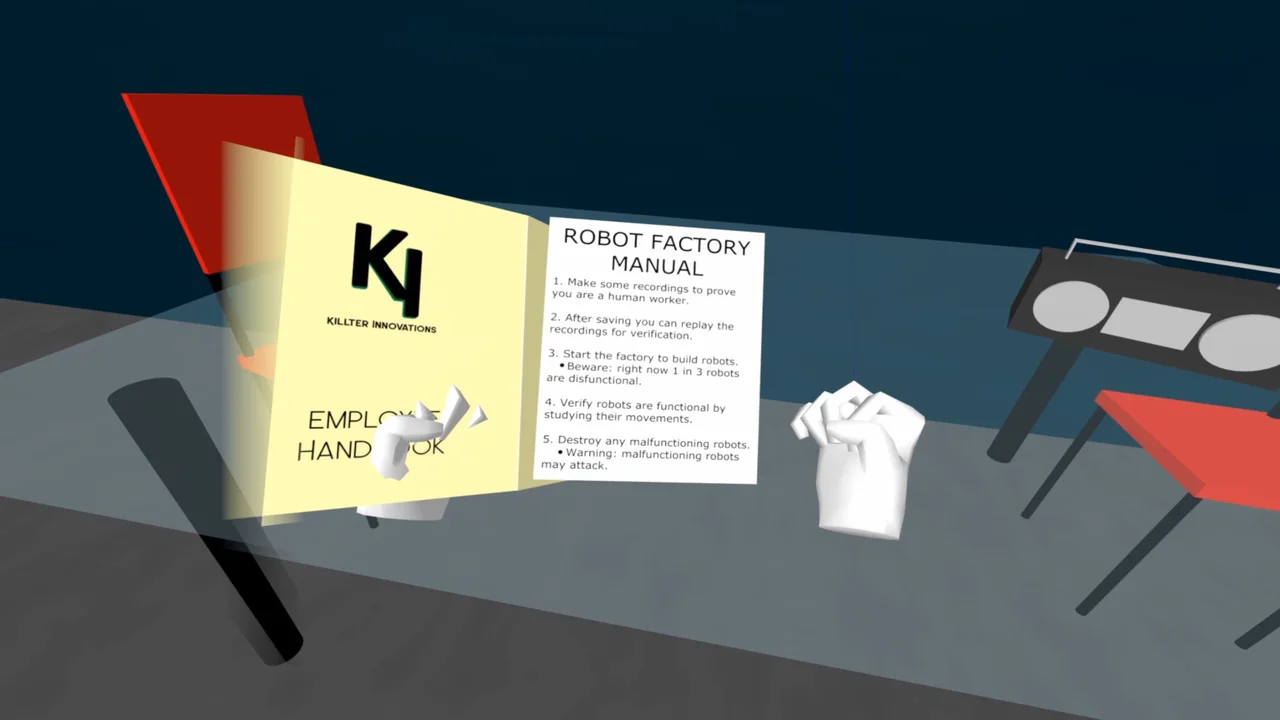 KI
KILLTER INNOVATIONS
EMPLOYEE
HANDBOOK
ROBOT FACTORY
MANUAL
1. Make some recordings to prove
you are a human worker.
2. After saving you can replay the
recordings for verification.
3. Start the factory to build robots.
• Beware: right now 1 in 3 robots
are disfunctional.
4. Verify robots are functional by
studying their movements.
5. Destroy any malfunctioning robots.
• Warning: malfunctioning robots
may attack.